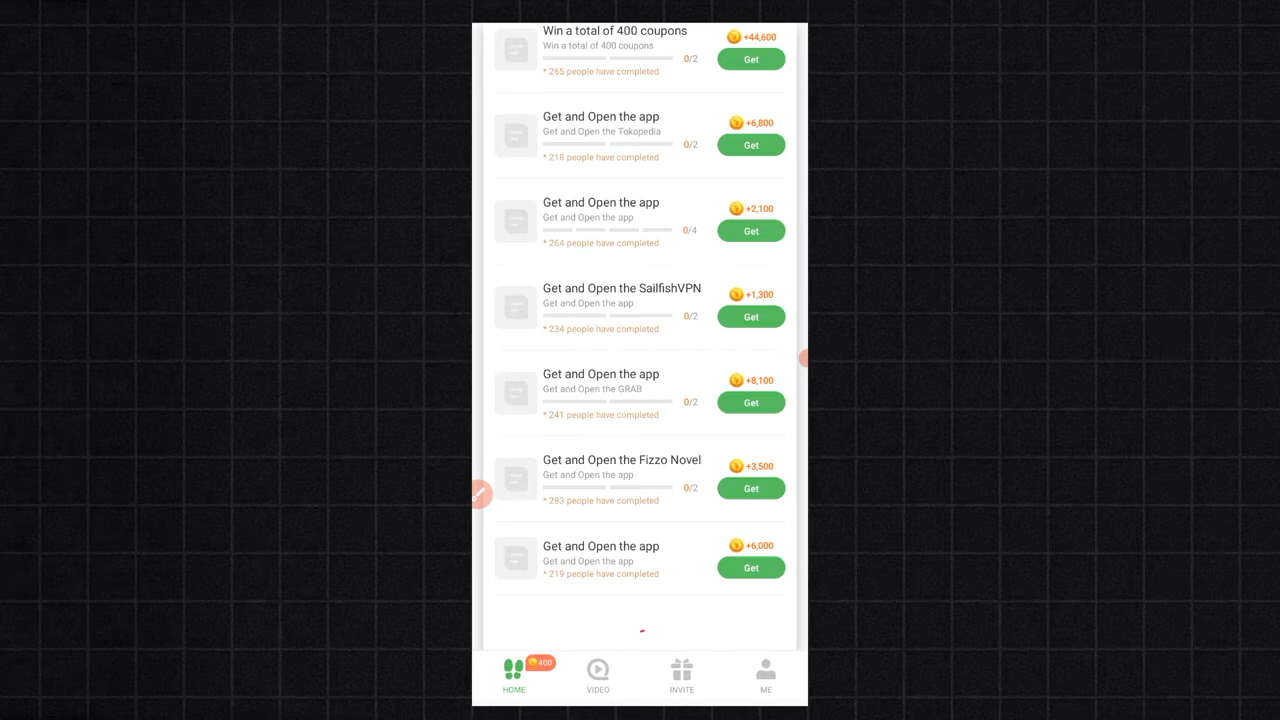 Win a total of 400 coupons
+44,600
Win a total of 400 coupons
0/2
Get
* 265 people have completed
Get and Open the app
+6,800
Get and Open the Tokopedia
0/2
Get
* 218 people have completed
Get and Open the app
+2,100
Get and Open the app
0/4
Get
* 264 people have completed
Get and Open the SailfishVPN
+1,300
Get and Open the app
0/2
Get
* 234 people have completed
Get and Open the app
+8,100
Get and Open the GRAB
0/2
Get
* 241 people have completed
Get and Open the Fizzo Novel
+3,500
Get and Open the app
0/2
Get
* 283 people have completed
Get and Open the app
+6,000
Get and Open the app
Get
* 219 people have completed
400
HOME
VIDEO
INVITE
ME